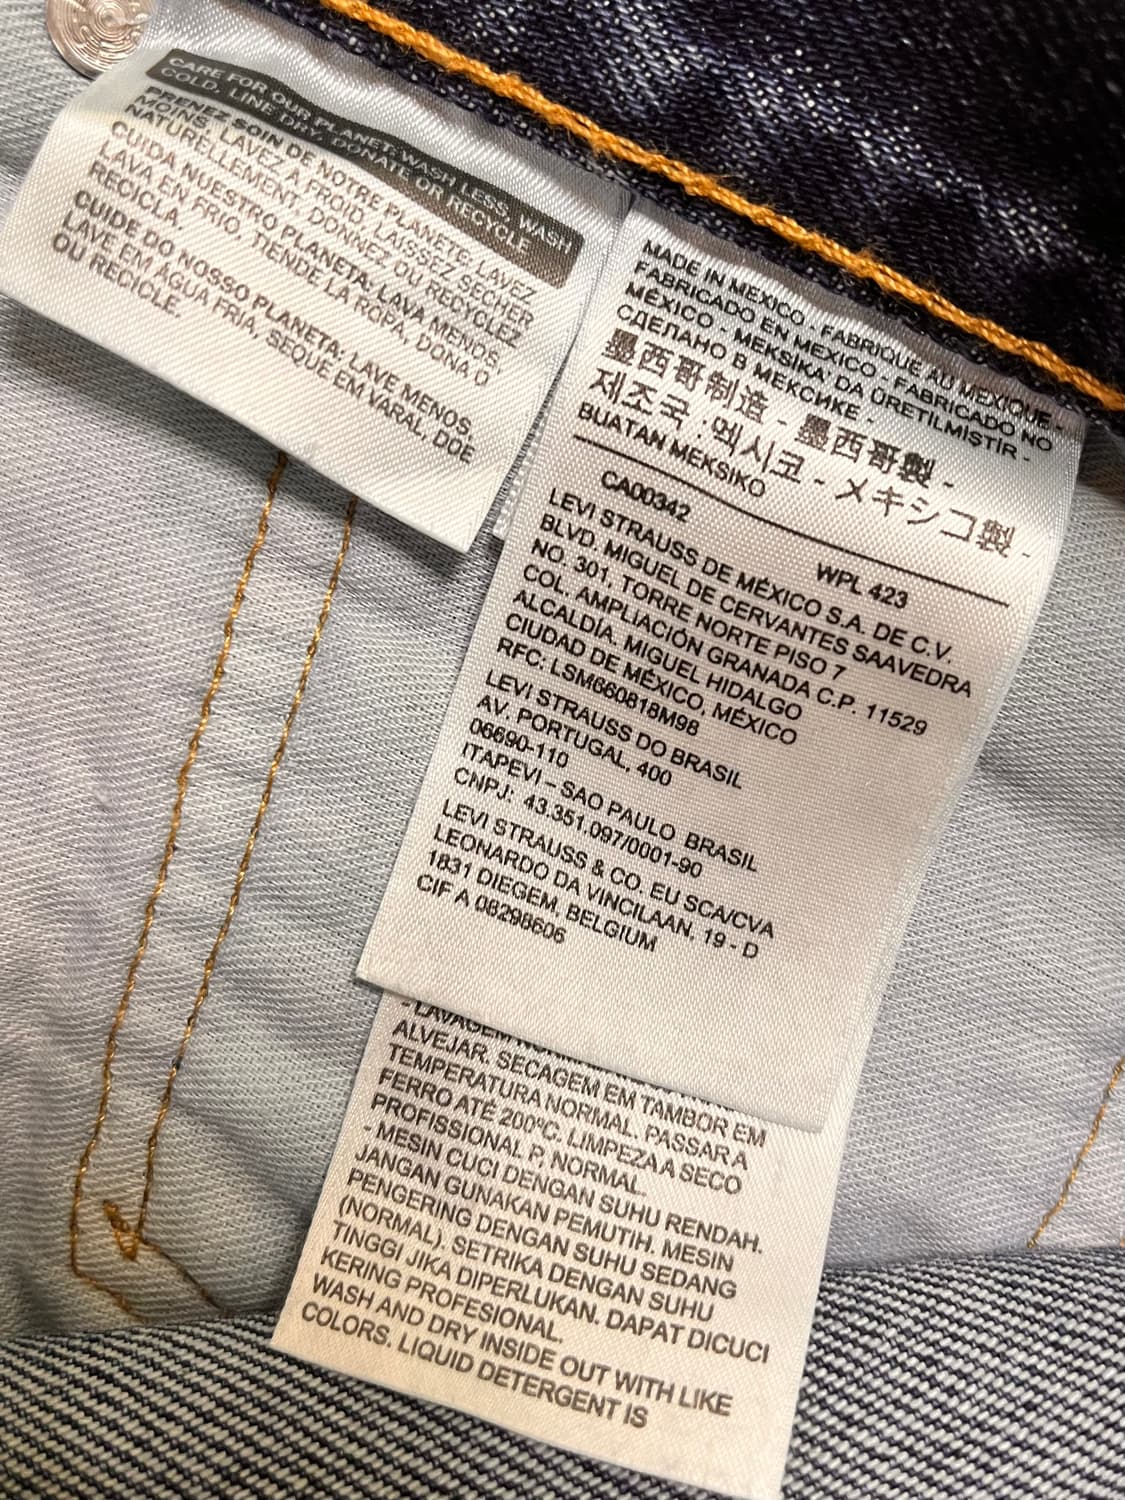 CARE FOR OUR PLANET: WASH LESS, WASH
COLD, LINE DRY, DONATE OR RECYCLE
PRENEZ SOIN DE NOTRE PLANÈTE. LAVEZ
MOINS. LAVEZ À FROID. LAISSEZ SÉCHER
NATURELLEMENT, DONNEZ OU RECYCLEZ
CUIDA NUESTRO PLANETA. LAVA MENOS,
LAVA EN FRIO, TIENDE LA ROPA, DONA O
RECICLA.
CUIDE DO NOSSO PLANETA: LAVE MENOS,
LAVE EM ÁGUA FRIA, SEQUE EM VARAL, DOE
OU RECICLE.
MADE IN MEXICO - FABRIQUE AU MEXIQUE -
FABRICADO EN MEXICO - FABRICADO NO
MÉXICO - MEKSIKA' DA ÜRETILMISTIR -
СДЕЛАНО В МЕКСИКЕ -
墨西哥制造 - 墨西哥製 -
제조국 : 멕시코 - メキシコ製 -
BUATAN MEKSIKO
CA00342 WPL 423
LEVI STRAUSS DE MÉXICO S.A. DE C.V.
BLVD. MIGUEL DE CERVANTES SAAVEDRA
NO. 301, TORRE NORTE PISO 7
COL. AMPLIACIÓN GRANADA C.P. 11529
ALCALDÍA. MIGUEL HIDALGO
CIUDAD DE MÉXICO, MÉXICO
RFC: LSM660818M98
LEVI STRAUSS DO BRASIL
AV. PORTUGAL, 400
06690-110
ITAPEVI – SAO PAULO BRASIL
CNPJ: 43.351.097/0001-90
LEVI STRAUSS & CO. EU SCA/CVA
LEONARDO DA VINCILAAN, 19 - D
1831 DIEGEM, BELGIUM
CIF A 08298606
- LAVAGEM
ALVEJAR. SECAGEM EM TAMBOR EM
TEMPERATURA NORMAL. PASSAR A
FERRO ATÉ 200ºC. LIMPEZA A SECO
PROFISSIONAL P, NORMAL.
- MESIN CUCI DENGAN SUHU RENDAH.
JANGAN GUNAKAN PEMUTIH. MESIN
PENGERING DENGAN SUHU SEDANG
(NORMAL). SETRIKA DENGAN SUHU
TINGGI JIKA DIPERLUKAN. DAPAT DICUCI
KERING PROFESIONAL.
WASH AND DRY INSIDE OUT WITH LIKE
COLORS. LIQUID DETERGENT IS